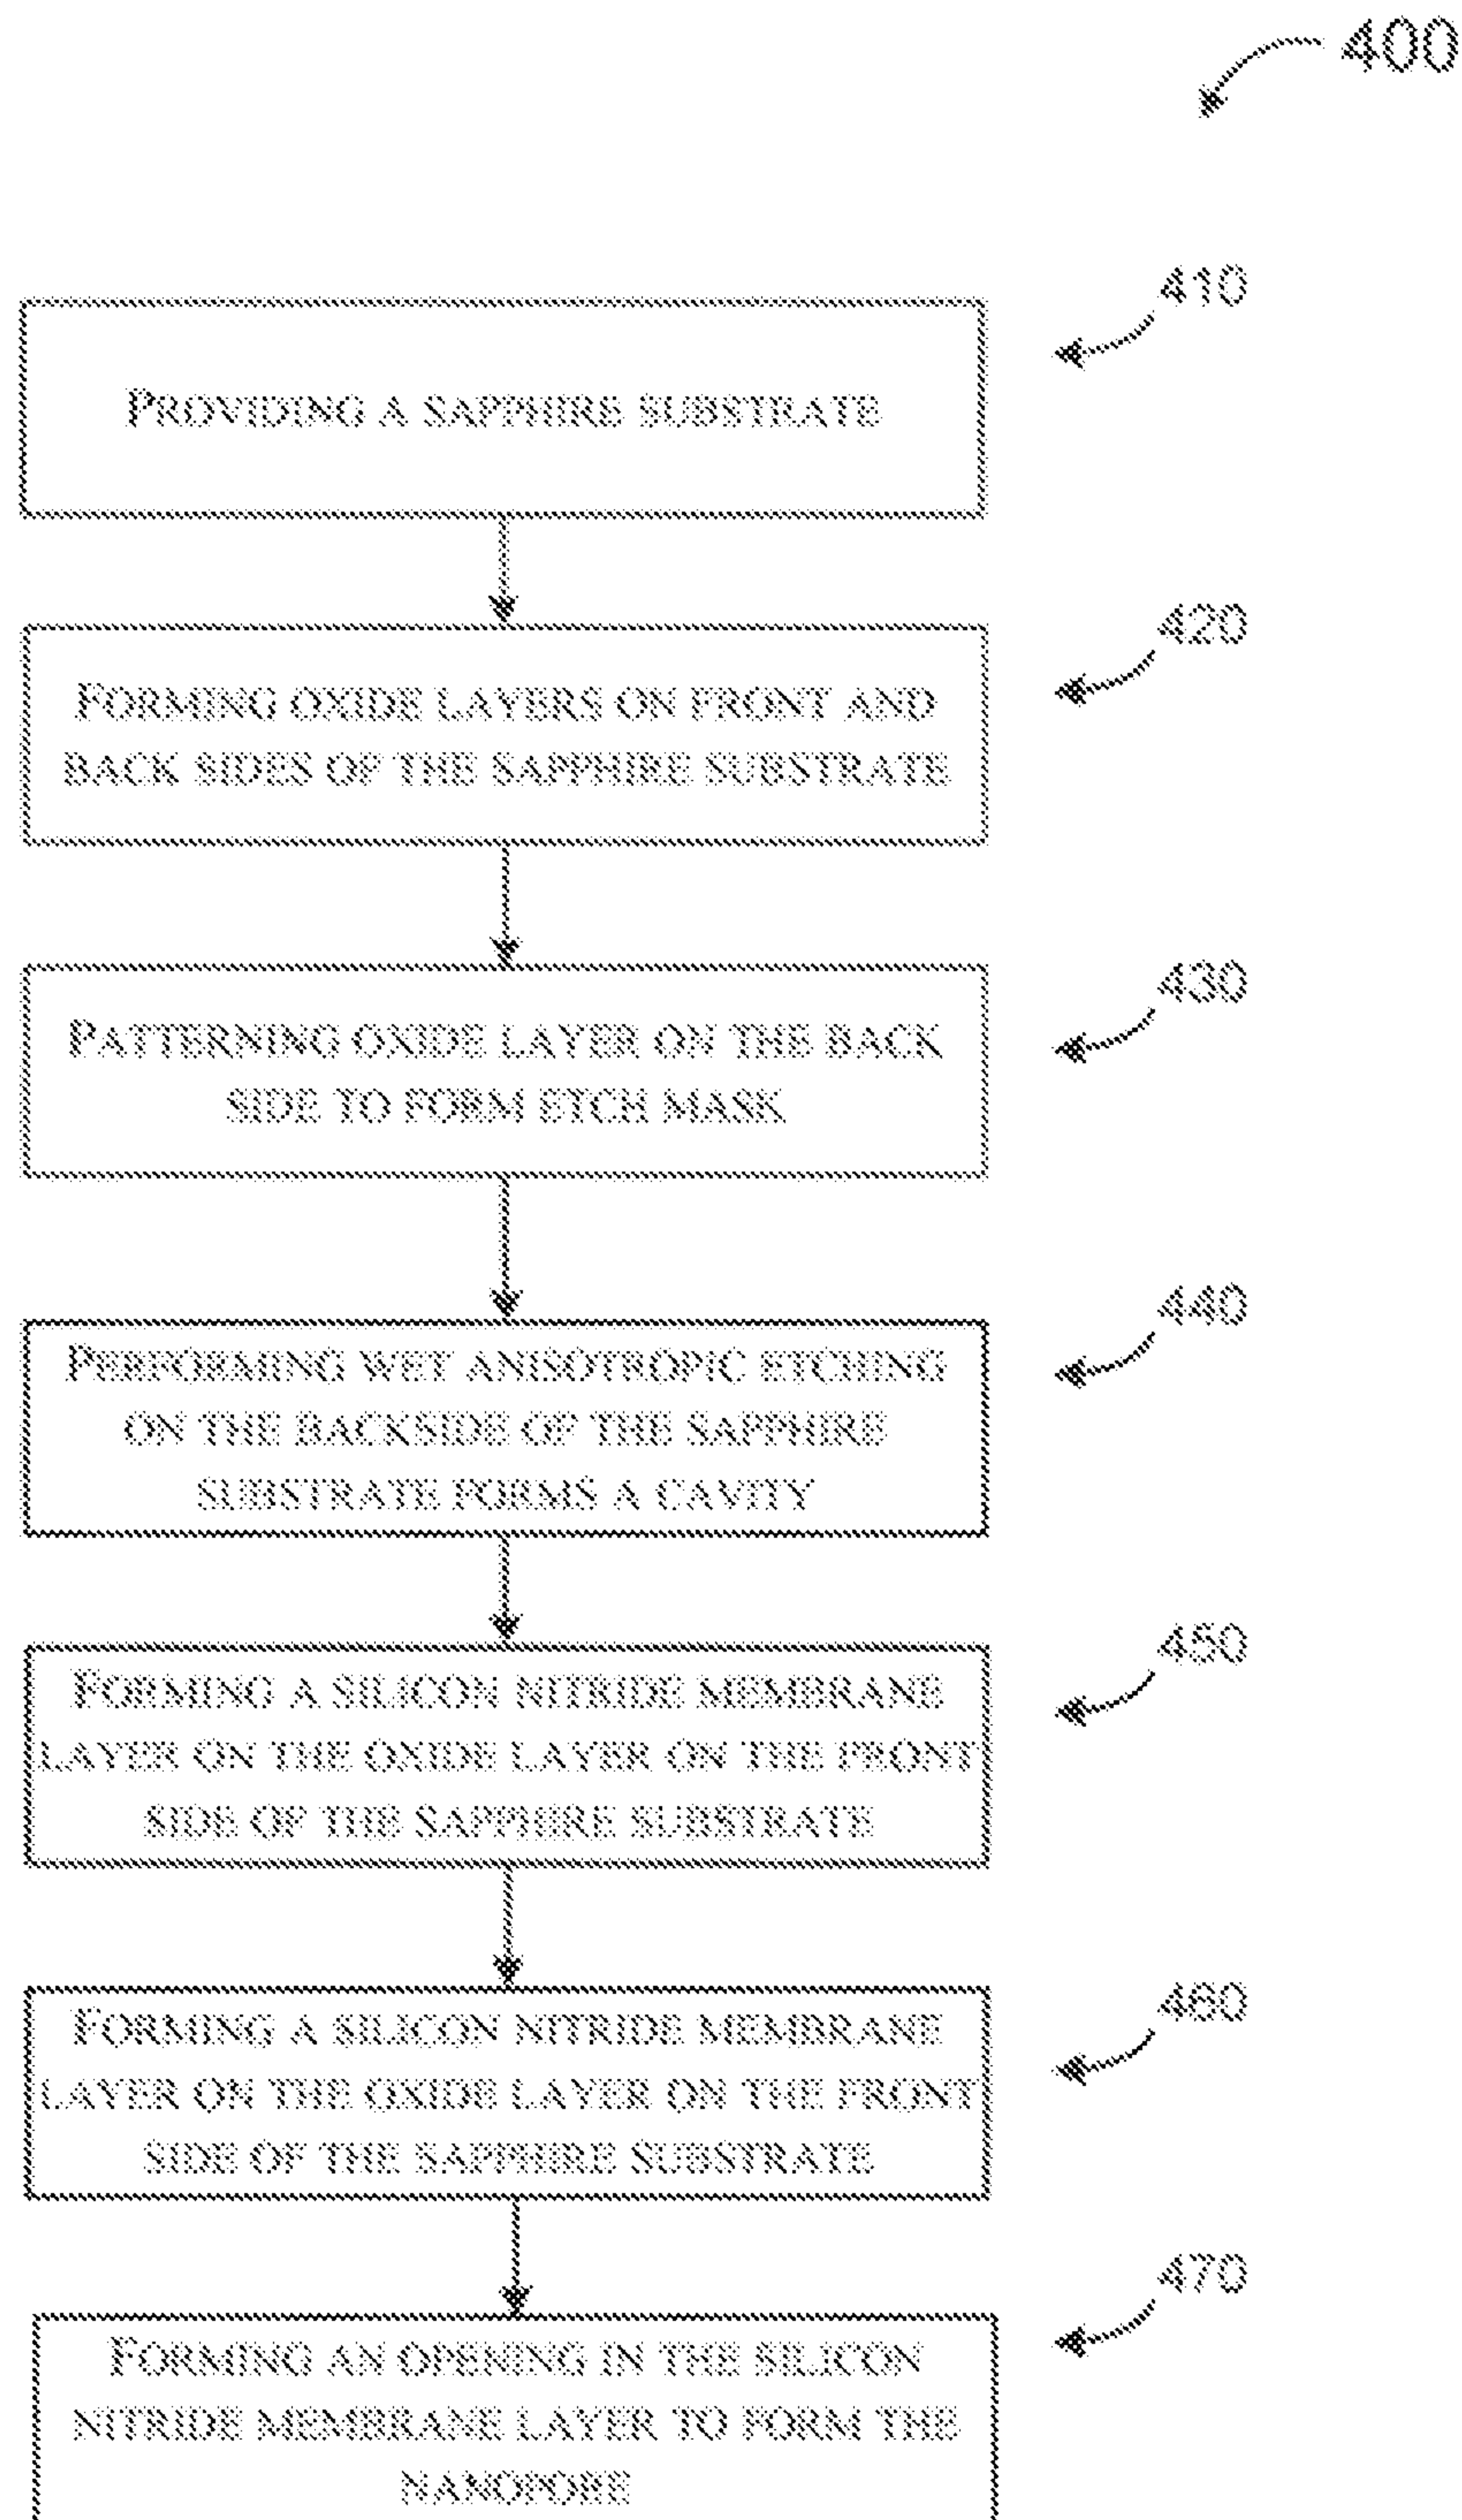 400
410
PROVIDING A SAPPHIRE SUBSTRATE
420
FORMING OXIDE LAYERS ON FRONT AND
BACK SIDES OF THE SAPPHIRE SUBSTRATE
430
PATTERNING OXIDE LAYER ON THE BACK
SIDE TO FORM ETCH MASK
440
PERFORMING WET ANISOTROPIC ETCHING
ON THE BACKSIDE OF THE SAPPHIRE
SUBSTRATE FORMS A CAVITY
450
FORMING A SILICON NITRIDE MEMBRANE
LAYER ON THE OXIDE LAYER ON THE FRONT
SIDE OF THE SAPPHIRE SUBSTRATE
460
FORMING A SILICON NITRIDE MEMBRANE
LAYER ON THE OXIDE LAYER ON THE FRONT
SIDE OF THE SAPPHIRE SUBSTRATE
470
FORMING AN OPENING IN THE SILICON
NITRIDE MEMBRANE LAYER TO FORM THE
NANOPORE